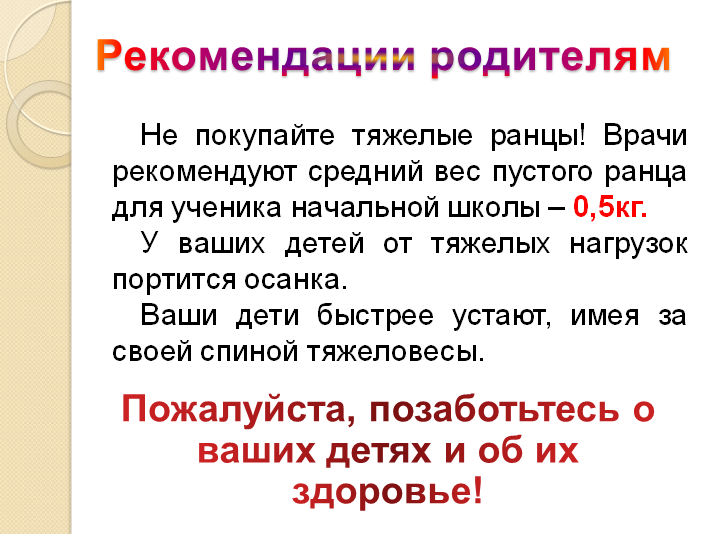 Рекомендации родителям
Не покупайте тяжелые ранцы! Врачи
рекомендуют средний вес пустого ранца
для ученика начальной школы – 0,5кг.
У ваших детей от тяжелых нагрузок
портится осанка.
Ваши дети быстрее устают, имея за
своей спиной тяжеловесы.
Пожалуйста, позаботьтесь о
ваших детях и об их
здоровье!